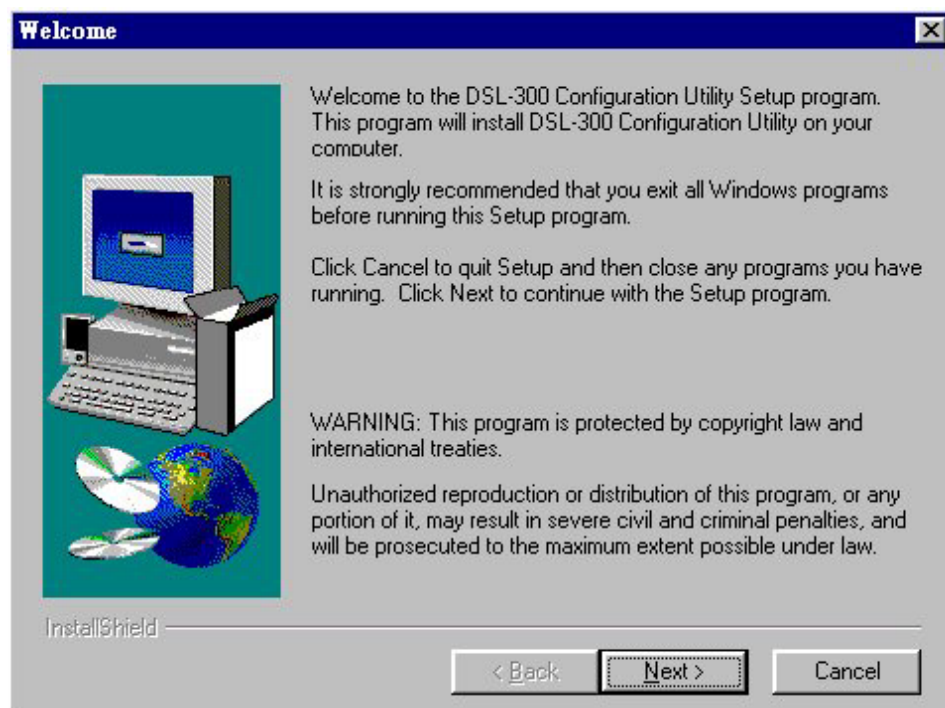 Welcome
Welcome to the DSL-300 Configuration Utility Setup program.
This program will install DSL-300 Configuration Utility on your
computer.
It is strongly recommended that you exit all Windows programs
before running this Setup program.
Click Cancel to quit Setup and then close any programs you have
running. Click Next to continue with the Setup program.
WARNING: This program is protected by copyright law and
international treaties.
Unauthorized reproduction or distribution of this program, or any
portion of it, may result in severe civil and criminal penalties, and
will be prosecuted to the maximum extent possible under law.
InstallShield
< Back
Next >
Cancel